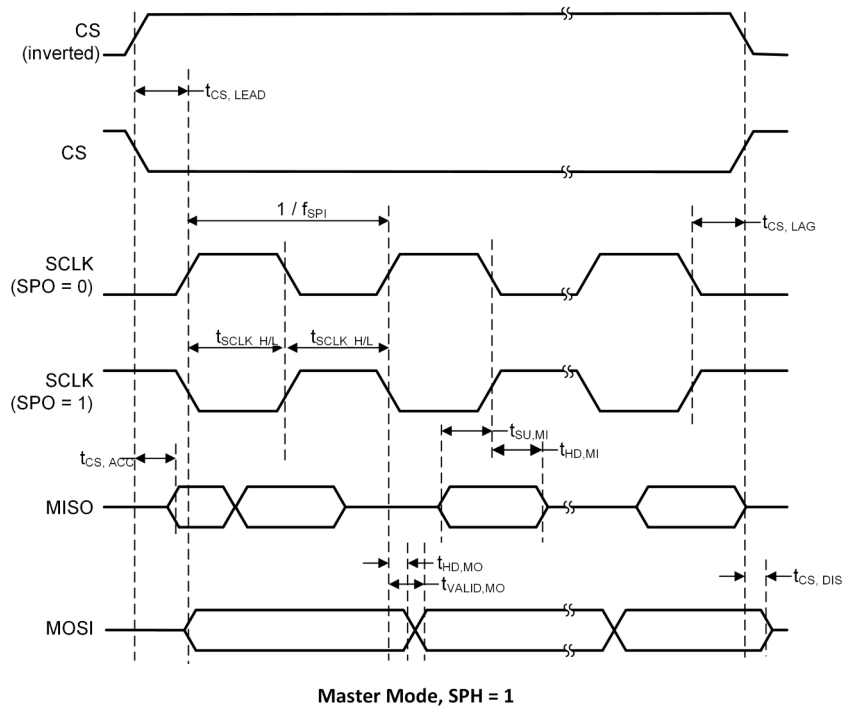 CS
(inverted)
tCS, LEAD
CS
1 / fSPI
tCS, LAG
SCLK
(SPO = 0)
tSCLK_H/L
tSCLK_H/L
SCLK
(SPO = 1)
tSU,MI
tHD,MI
tCS, ACC
MISO
tHD,MO
tVALID,MO
tCS, DIS
MOSI
Master Mode, SPH = 1